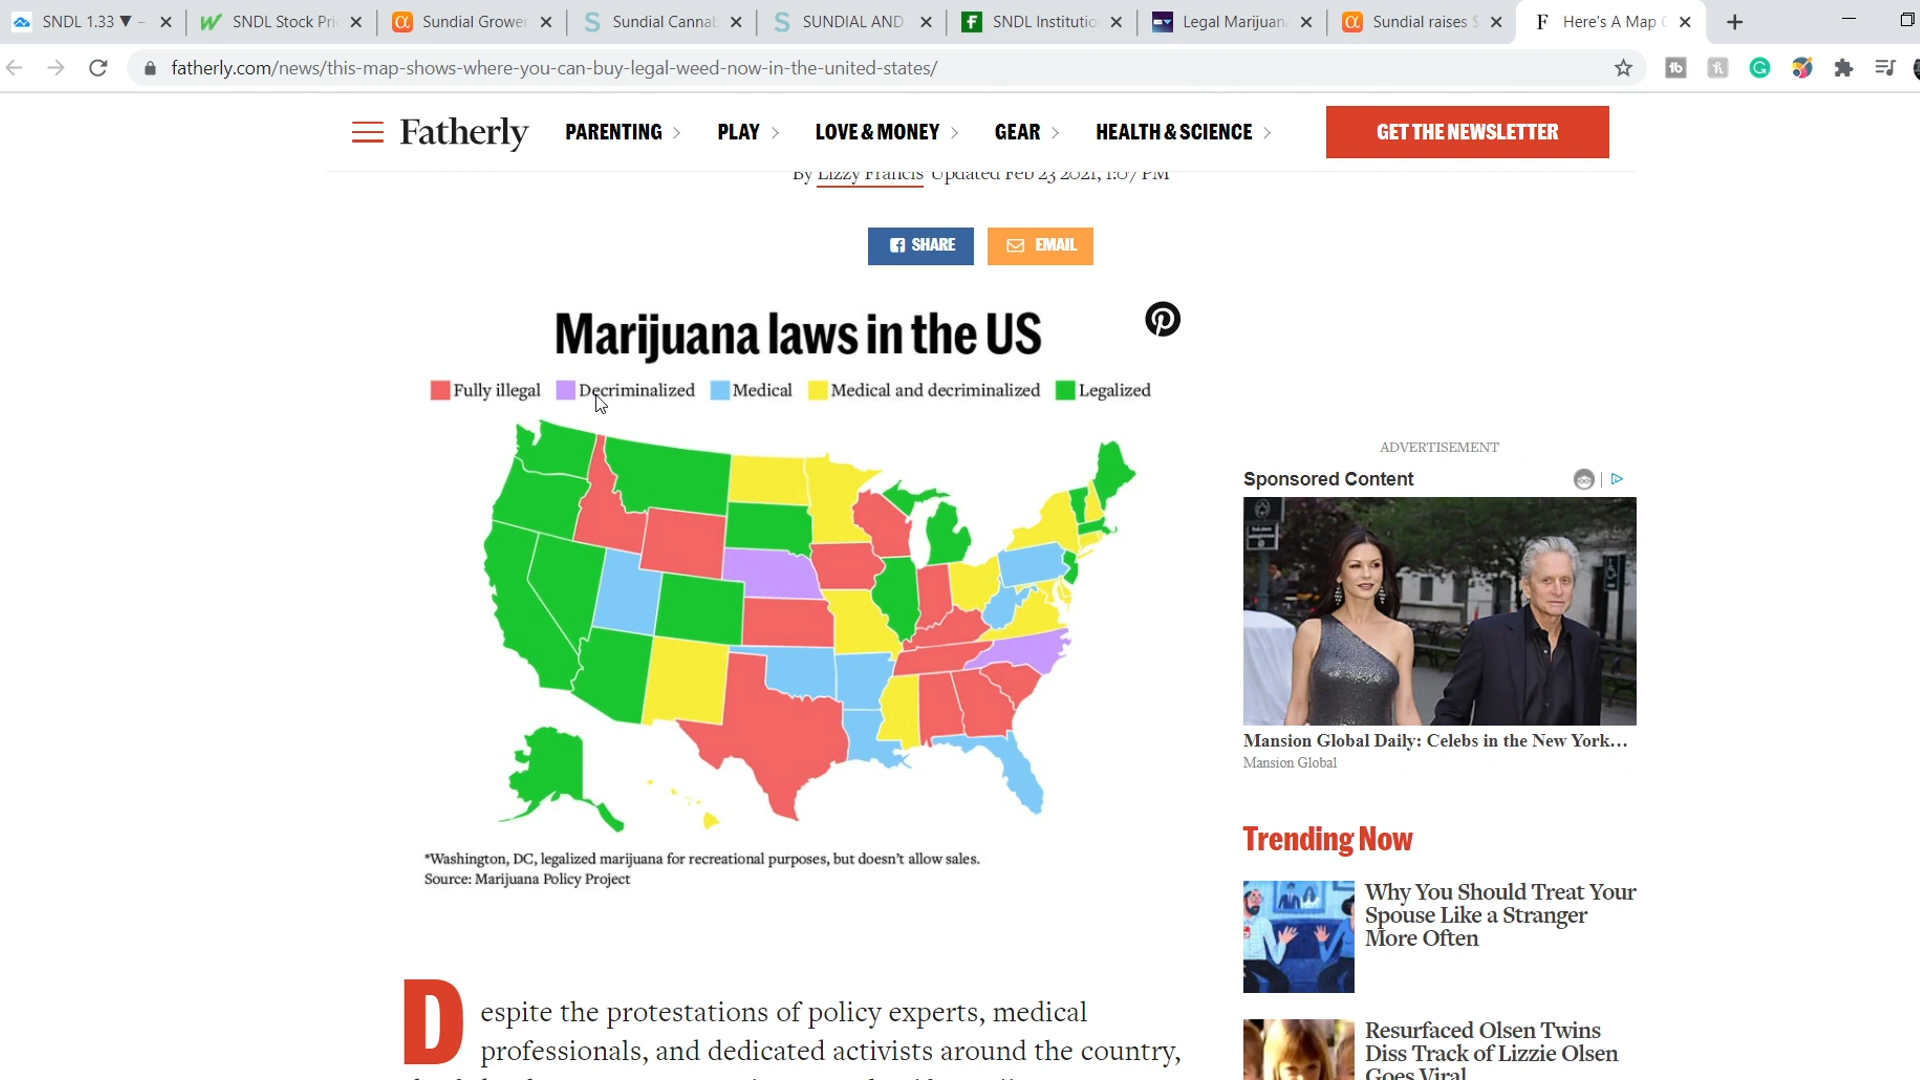 SNDL 1.33 ▼ –
SNDL Stock Pri
Sundial Grower
Sundial Cannab
SUNDIAL AND
SNDL Institutio
Legal Marijuan
Sundial raises $
Here's A Map
fatherly.com/news/this-map-shows-where-you-can-buy-legal-weed-now-in-the-united-states/
Fatherly
PARENTING
PLAY
LOVE & MONEY
GEAR
HEALTH & SCIENCE
GET THE NEWSLETTER
By Lizzy Francis Updated Feb 23 2021, 1:07 PM
SHARE
EMAIL
Marijuana laws in the US
Fully illegal
Decriminalized
Medical
Medical and decriminalized
Legalized
*Washington, DC, legalized marijuana for recreational purposes, but doesn't allow sales.
Source: Marijuana Policy Project
Despite the protestations of policy experts, medical
professionals, and dedicated activists around the country,
ADVERTISEMENT
Sponsored Content
Mansion Global Daily: Celebs in the New York...
Mansion Global
Trending Now
Why You Should Treat Your
Spouse Like a Stranger
More Often
Resurfaced Olsen Twins
Diss Track of Lizzie Olsen
Goes Viral